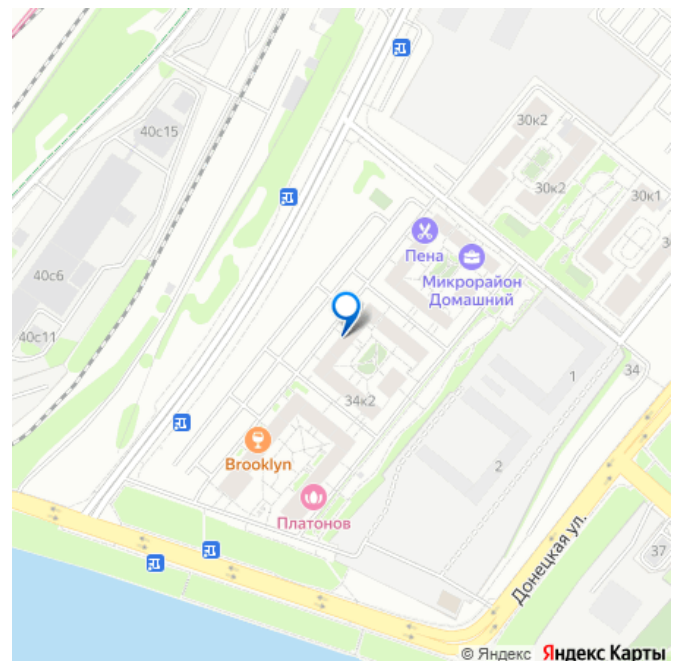 40с15
30к2
30к2
30к1
3
Пена
Микрорайон
Домашний
40с6
40с11
1
34
34к2
2
Brooklyn
Платонов
Донецкая ул.
37
© Яндекс Яндекс Карты